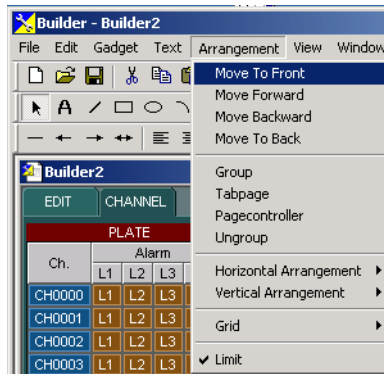 Builder - Builder2
File Edit Gadget Text Arrangement View Window
A
Move To Front
Move Forward
Move Backward
Move To Back
Group
Tabpage
Pagecontroller
Ungroup
Horizontal Arrangement
Vertical Arrangement
Grid
Limit
Builder2
EDIT CHANNEL
PLATE
Ch. Alarm
L1 L2 L3
CH0000 L1 L2 L3
CH0001 L1 L2 L3
CH0002 L1 L2 L3
CH0003 L1 L2 L3